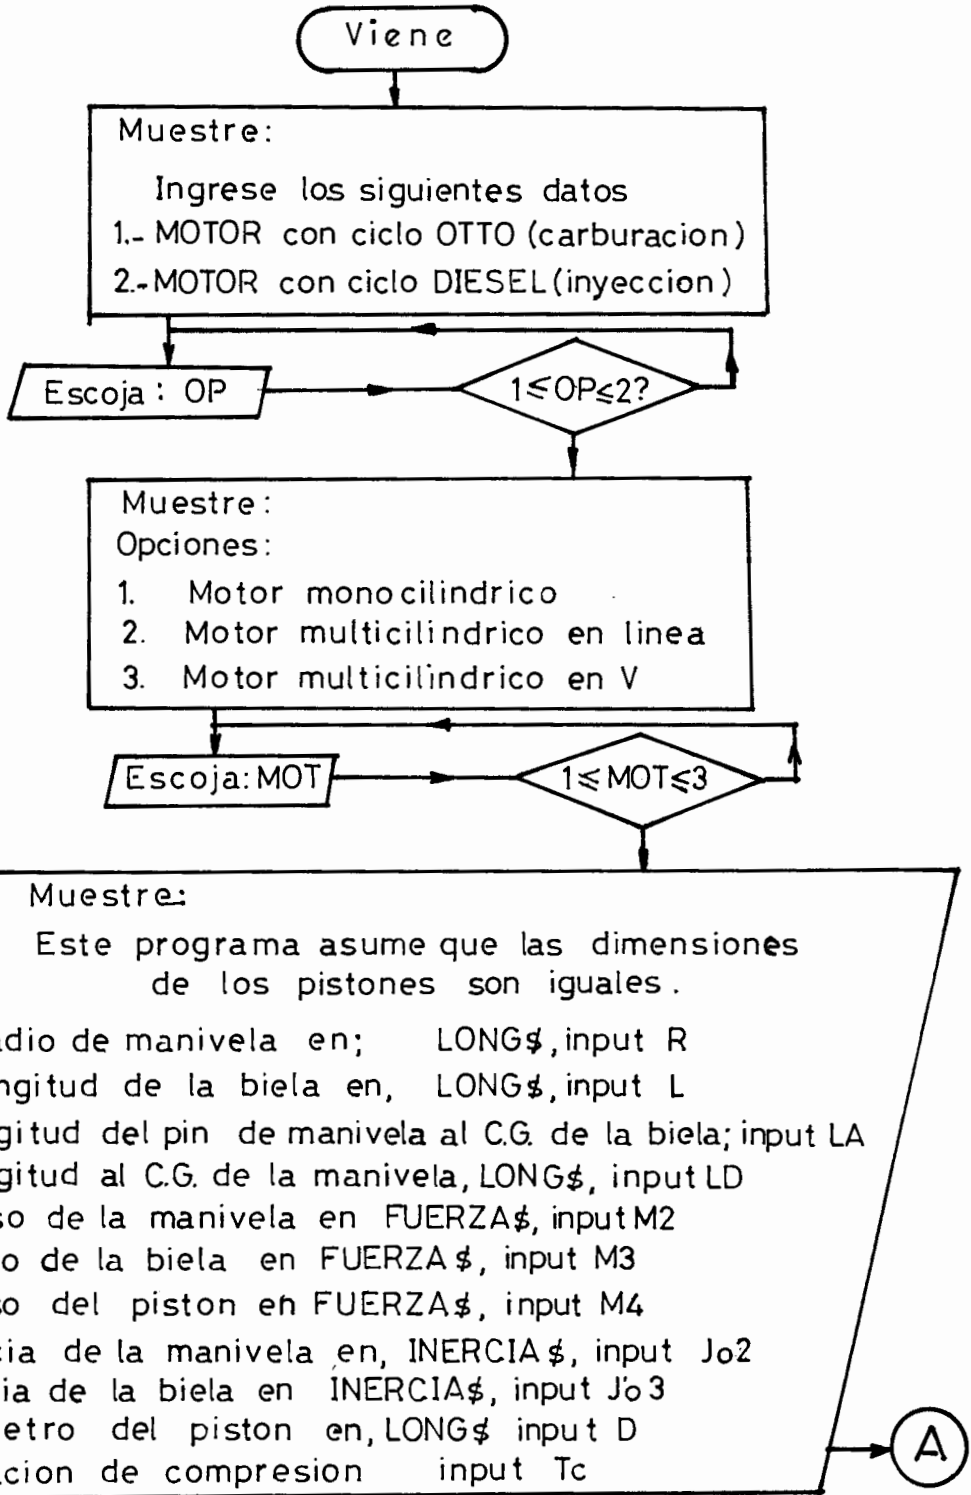 Viene
Muestre:
Ingrese los siguientes datos
1.- MOTOR con ciclo OTTO (carburacion)
2.- MOTOR con ciclo DIESEL (inyeccion)
Escoja: OP
1≤OP≤2?
Muestre:
Opciones:
1. Motor monocilindrico
2. Motor multicilindrico en linea
3. Motor multicilindrico en V
Escoja: MOT
1≤MOT≤3
Muestre:
Este programa asume que las dimensiones
de los pistones son iguales.
dio de manivela en; LONG$, input R
ngitud de la biela en, LONG$, input L
gitud del pin de manivela al C.G. de la biela; input LA
gitud al C.G. de la manivela, LONG$, input LD
so de la manivela en FUERZA$, input M2
o de la biela en FUERZA$, input M3
so del piston en FUERZA$, input M4
cia de la manivela en, INERCIA$, input Jo2
ia de la biela en INERCIA$, input Jo3
etro del piston en, LONG$ input D
cion de compresion input Tc
A